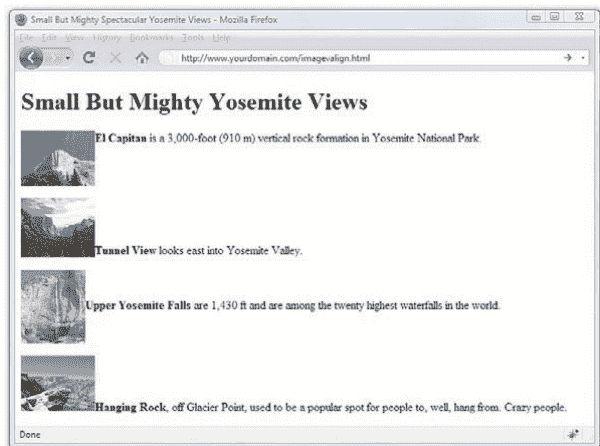 Small But Mighty Spectacular Yosemite Views - Mozilla Firefox
File Edit View History Bookmarks Tools Help
http://www.yourdomain.com/imagevalign.html
Small But Mighty Yosemite Views
El Capitan is a 3,000-foot (910 m) vertical rock formation in Yosemite National Park.
Tunnel View looks east into Yosemite Valley.
Upper Yosemite Falls are 1,430 ft and are among the twenty highest waterfalls in the world.
Hanging Rock, off Glacier Point, used to be a popular spot for people to, well, hang from. Crazy people.
Done